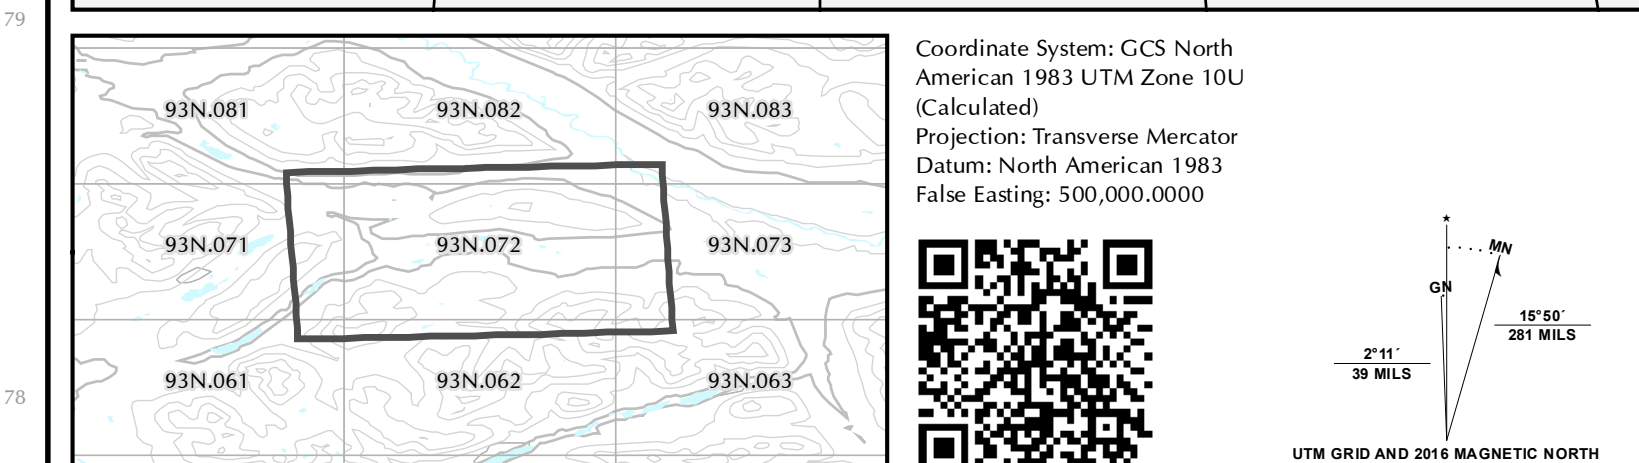 79
93N.081 93N.082 93N.083
93N.071 93N.072 93N.073
93N.061 93N.062 93N.063
78
Coordinate System: GCS North
American 1983 UTM Zone 10U
(Calculated)
Projection: Transverse Mercator
Datum: North American 1983
False Easting: 500,000.0000
MN
GN
15°50´
281 MILS
2°11´
39 MILS
UTM GRID AND 2016 MAGNETIC NORTH